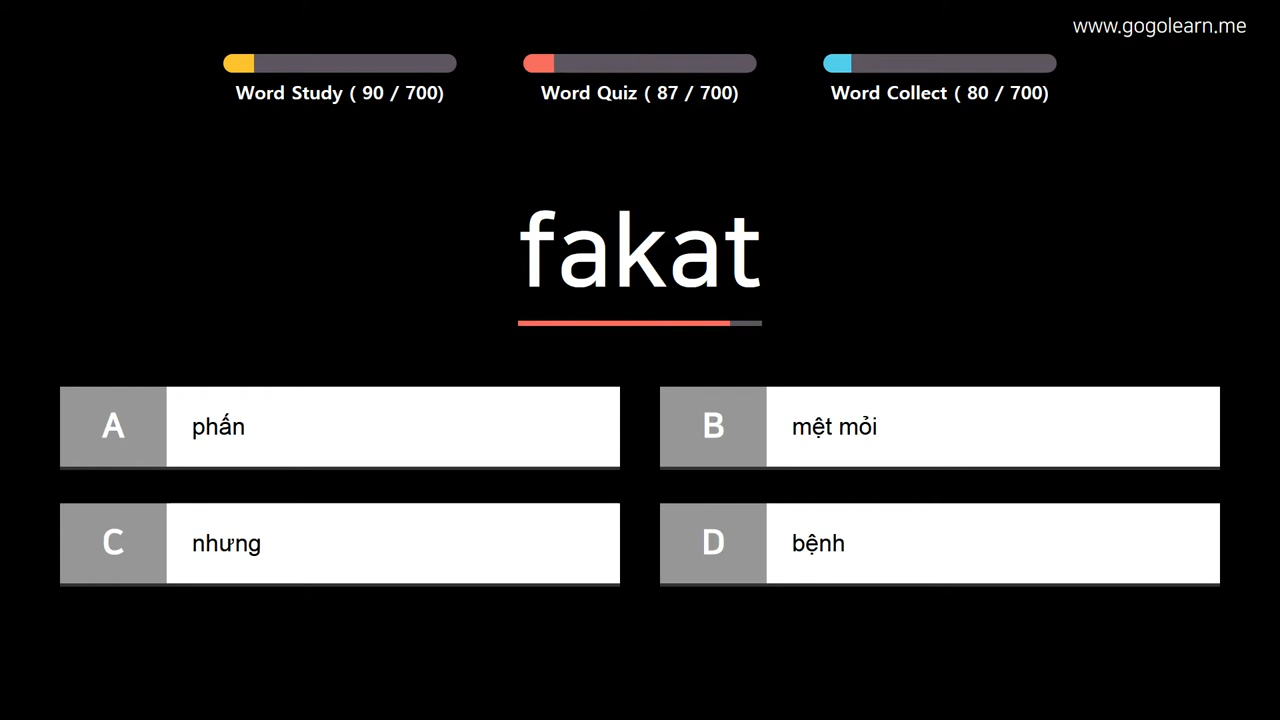 www.gogolearn.me
Word Study ( 90 / 700)
Word Quiz ( 87 / 700)
Word Collect ( 80 / 700)
fakat
A phấn
B mệt mỏi
C nhưng
D bệnh